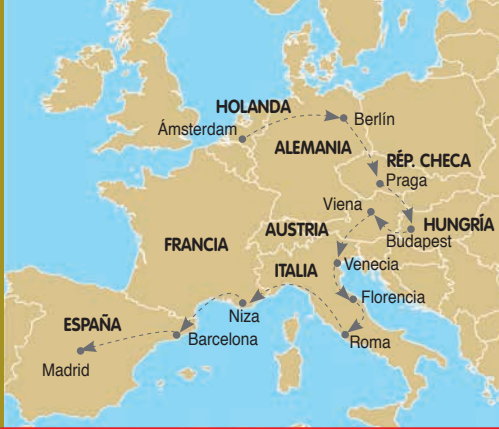 HOLANDA
Ámsterdam
Berlín
ALEMANIA
RÉP. CHECA
Praga
Viena
HUNGRÍA
AUSTRIA
Budapest
FRANCIA
Venecia
ITALIA
Florencia
Niza
ESPAÑA
Barcelona
Roma
Madrid